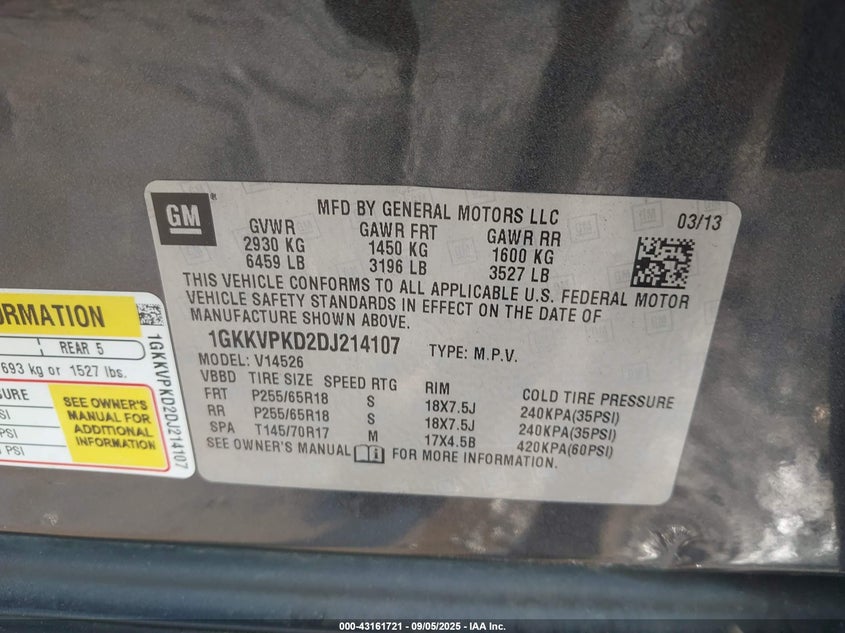 GM
MFD BY GENERAL MOTORS LLC
03/13
GVWR GAWR FRT GAWR RR
2930 KG 1450 KG 1600 KG
6459 LB 3196 LB 3527 LB
THIS VEHICLE CONFORMS TO ALL APPLICABLE U.S. FEDERAL MOTOR
VEHICLE SAFETY STANDARDS IN EFFECT ON THE DATE OF
MANUFACTURE SHOWN ABOVE.
1GKKVPKD2DJ214107 TYPE: M.P.V.
MODEL: V14526
VBBD TIRE SIZE SPEED RTG RIM COLD TIRE PRESSURE
FRT P255/65R18 S 18X7.5J 240KPA(35PSI)
RR P255/65R18 S 18X7.5J 240KPA(35PSI)
SPA T145/70R17 M 17X4.5B 420KPA(60PSI)
SEE OWNER'S MANUAL FOR MORE INFORMATION.
REAR 5
693 kg or 1527 lbs.
SEE OWNER'S
MANUAL FOR
ADDITIONAL
INFORMATION
PSI
PSI
1GKKVPKD2DJ214107
000-43161721 - 09/05/2025 - IAA Inc.